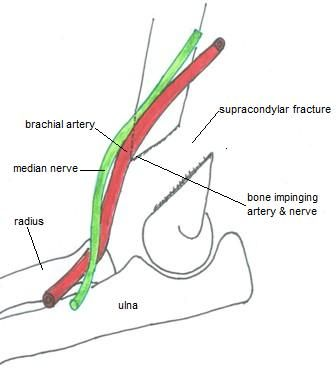 supracondylar fracture
brachial artery
median nerve
bone impinging
artery & nerve
radius
ulna